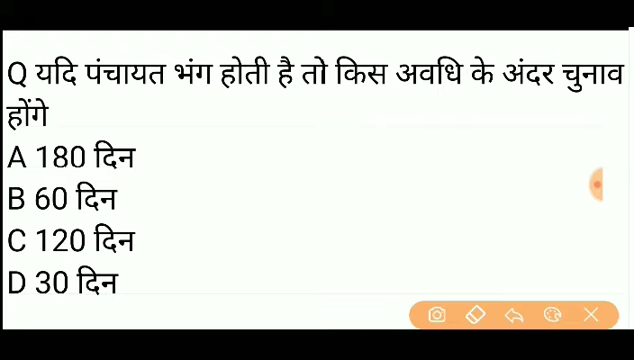 Q यदि पंचायत भंग होती है तो किस अवधि के अंदर चुनाव
होंगे
A 180 दिन
B 60 दिन
C 120 दिन
D 30 दिन